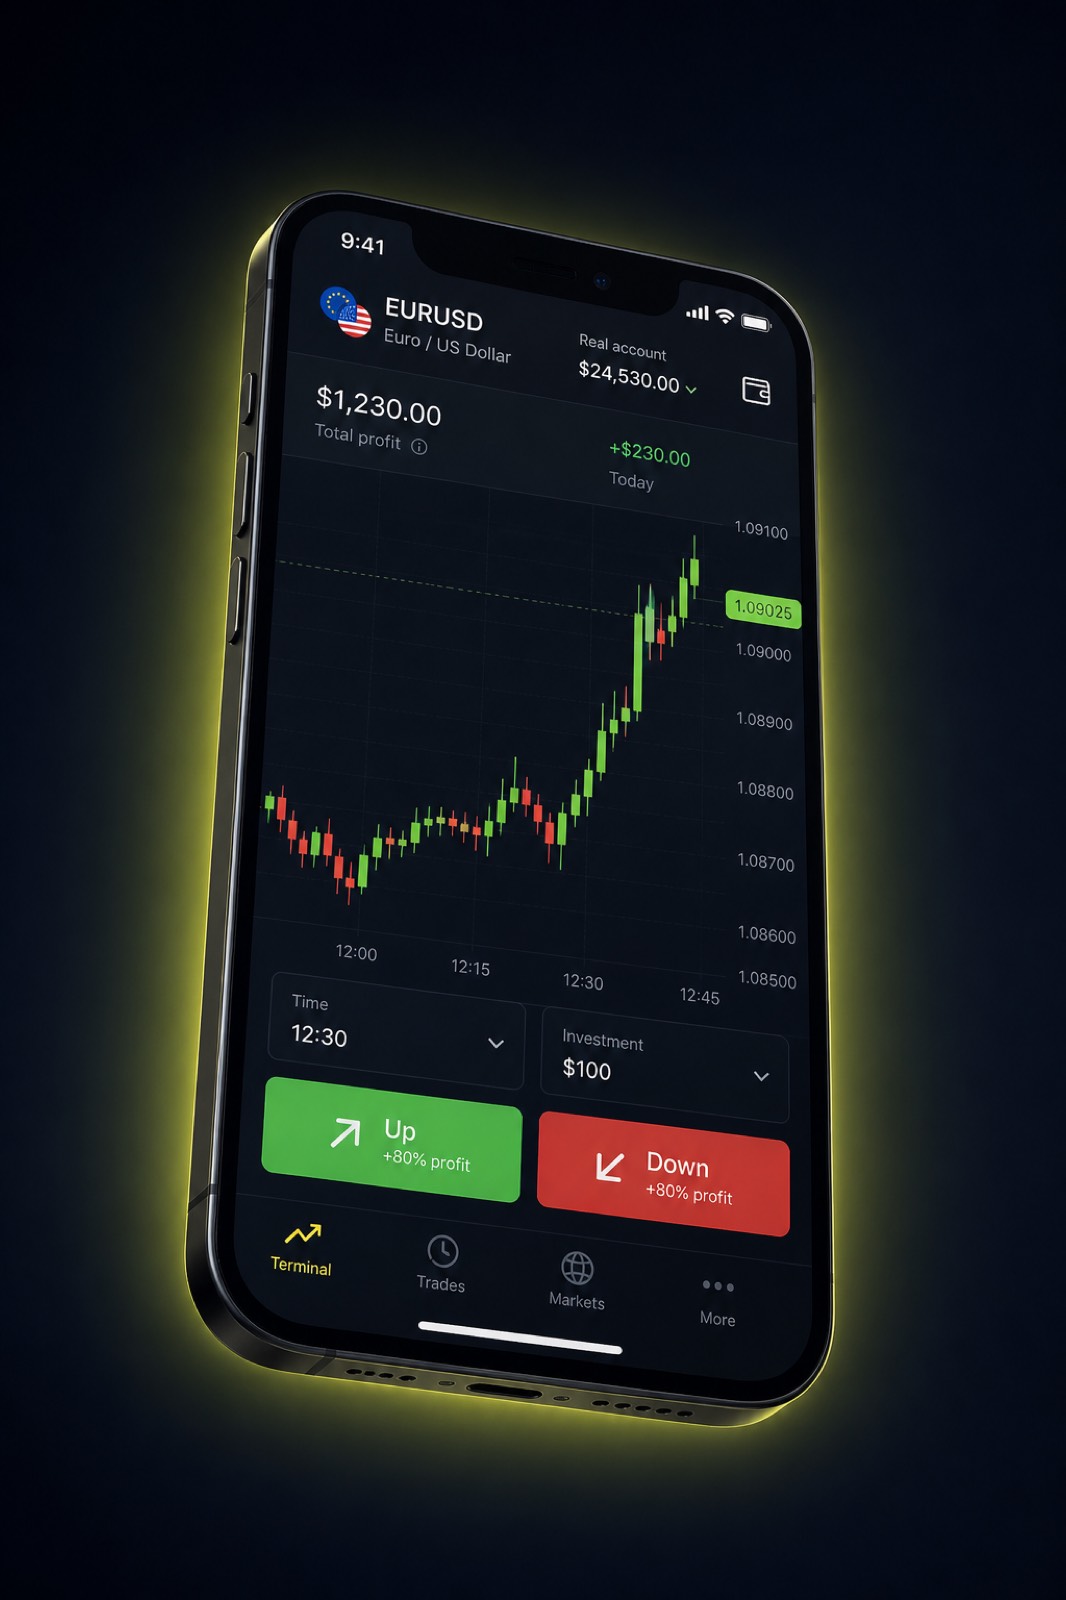 9:41
EURUSD
Euro / US Dollar
Real account
$24,530.00
$1,230.00
Total profit
+$230.00
Today
1.09100
1.09025
1.09000
1.08900
1.08800
1.08700
1.08600
1.08500
12:00
12:15
12:30
12:45
Time
12:30
Investment
$100
Up
+80% profit
Down
+80% profit
Terminal
Trades
Markets
More